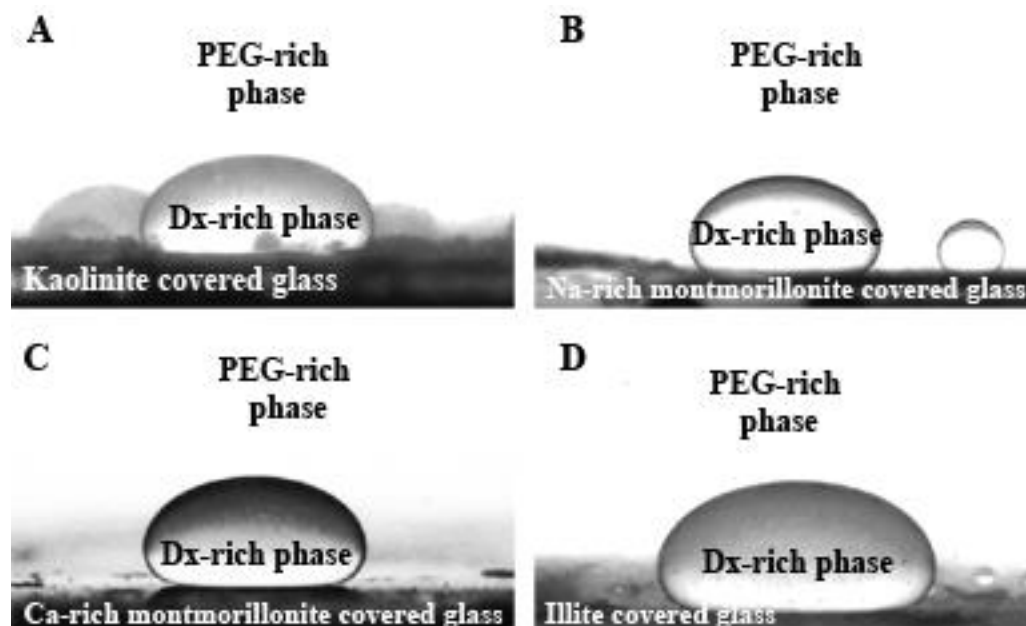 A
PEG-rich
phase
Dx-rich phase
Kaolinite covered glass
B
PEG-rich
phase
Dx-rich phase
Na-rich montmorillonite covered glass
C
PEG-rich
phase
Dx-rich phase
Ca-rich montmorillonite covered glass
D
PEG-rich
phase
Dx-rich phase
Illite covered glass